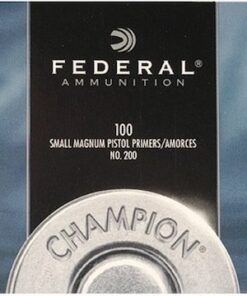 FEDERAL®
AMMUNITION
100
SMALL MAGNUM PISTOL PRIMERS/AMORCES
NO. 200
CHAMPION®